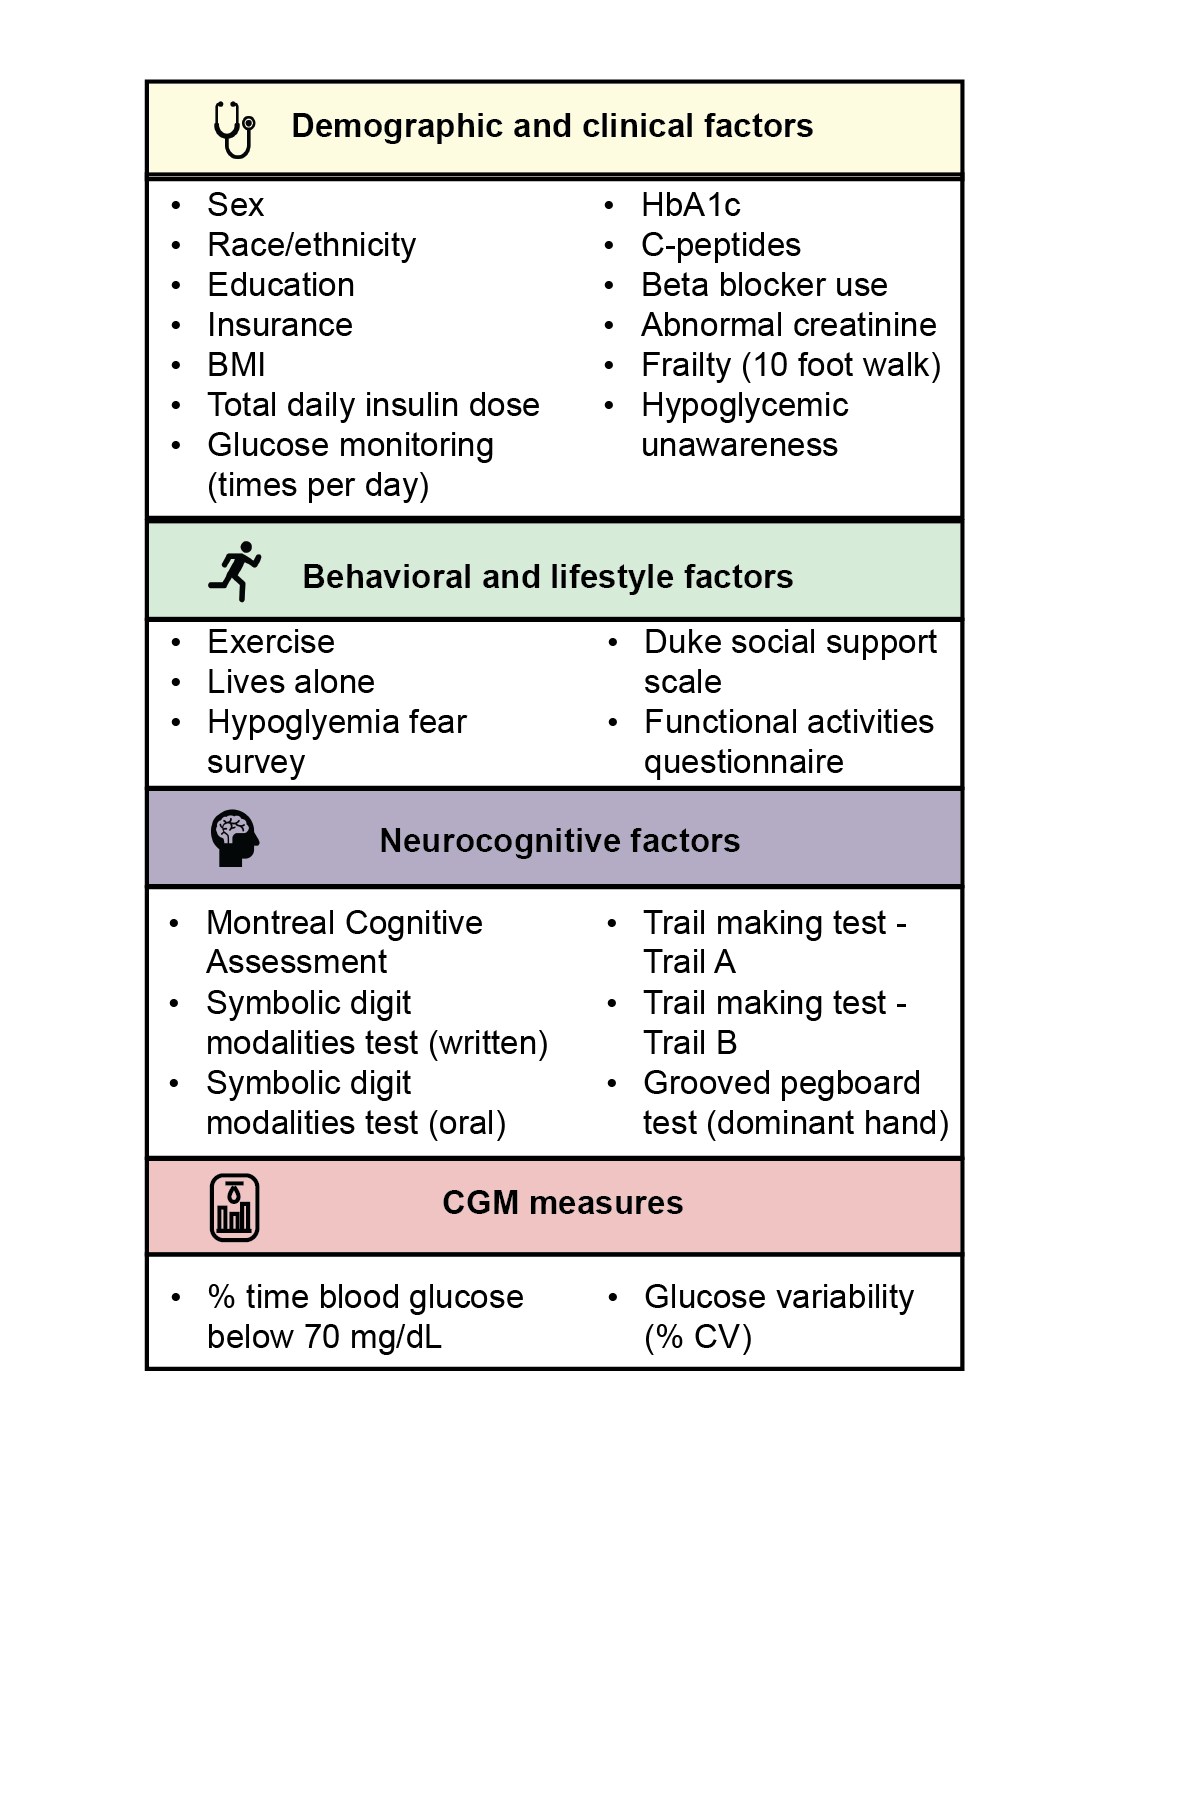 Demographic and clinical factors
• Sex
• Race/ethnicity
• Education
• Insurance
• BMI
• Total daily insulin dose
• Glucose monitoring
(times per day)
• HbA1c
• C-peptides
• Beta blocker use
• Abnormal creatinine
• Frailty (10 foot walk)
• Hypoglycemic
unawareness
Behavioral and lifestyle factors
• Exercise
• Lives alone
• Hypoglyemia fear
survey
• Duke social support
scale
• Functional activities
questionnaire
Neurocognitive factors
• Montreal Cognitive
Assessment
• Symbolic digit
modalities test (written)
• Symbolic digit
modalities test (oral)
• Trail making test -
Trail A
• Trail making test -
Trail B
• Grooved pegboard
test (dominant hand)
CGM measures
• % time blood glucose
below 70 mg/dL
• Glucose variability
(% CV)